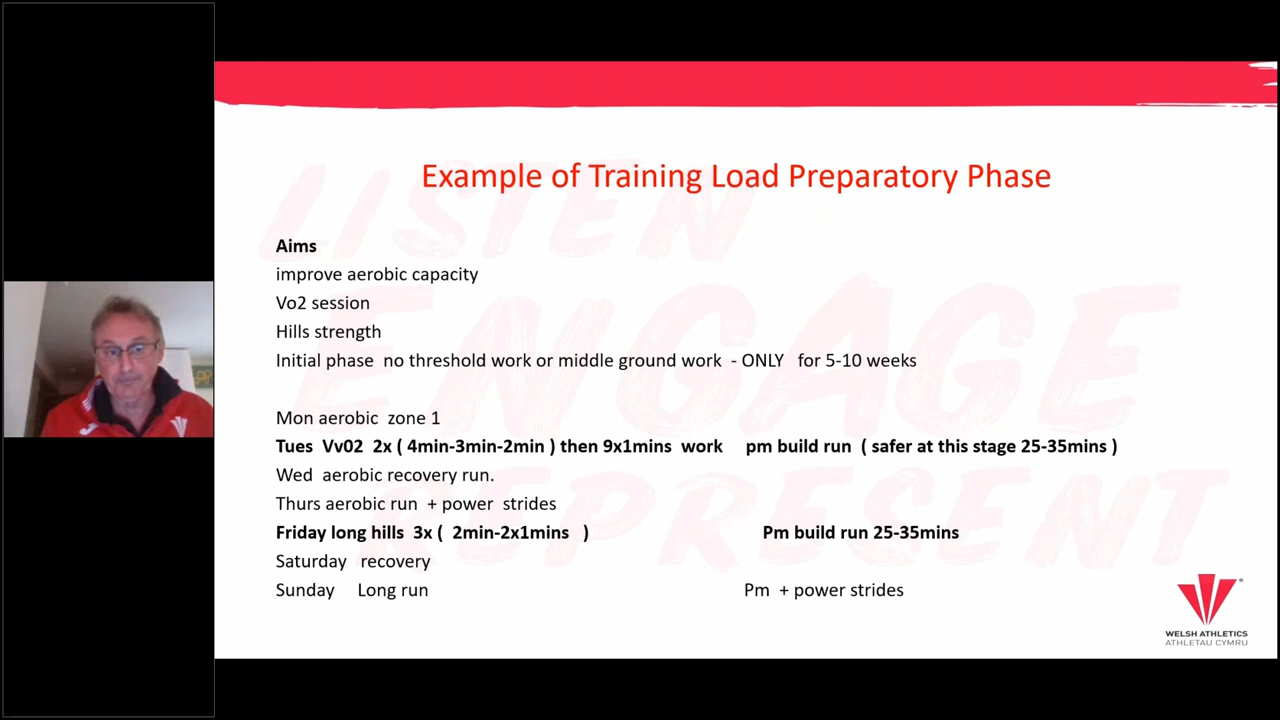 Example of Training Load Preparatory Phase
LISTEN
ENGAGE
REPRESENT
Aims
improve aerobic capacity
Vo2 session
Hills strength
Initial phase no threshold work or middle ground work - ONLY for 5-10 weeks
Mon aerobic zone 1
Tues Vv02 2x ( 4min-3min-2min ) then 9x1mins work pm build run ( safer at this stage 25-35mins )
Wed aerobic recovery run.
Thurs aerobic run + power strides
Friday long hills 3x ( 2min-2x1mins ) Pm build run 25-35mins
Saturday recovery
Sunday Long run Pm + power strides
WELSH ATHLETICS
ATHLETAU CYMRU